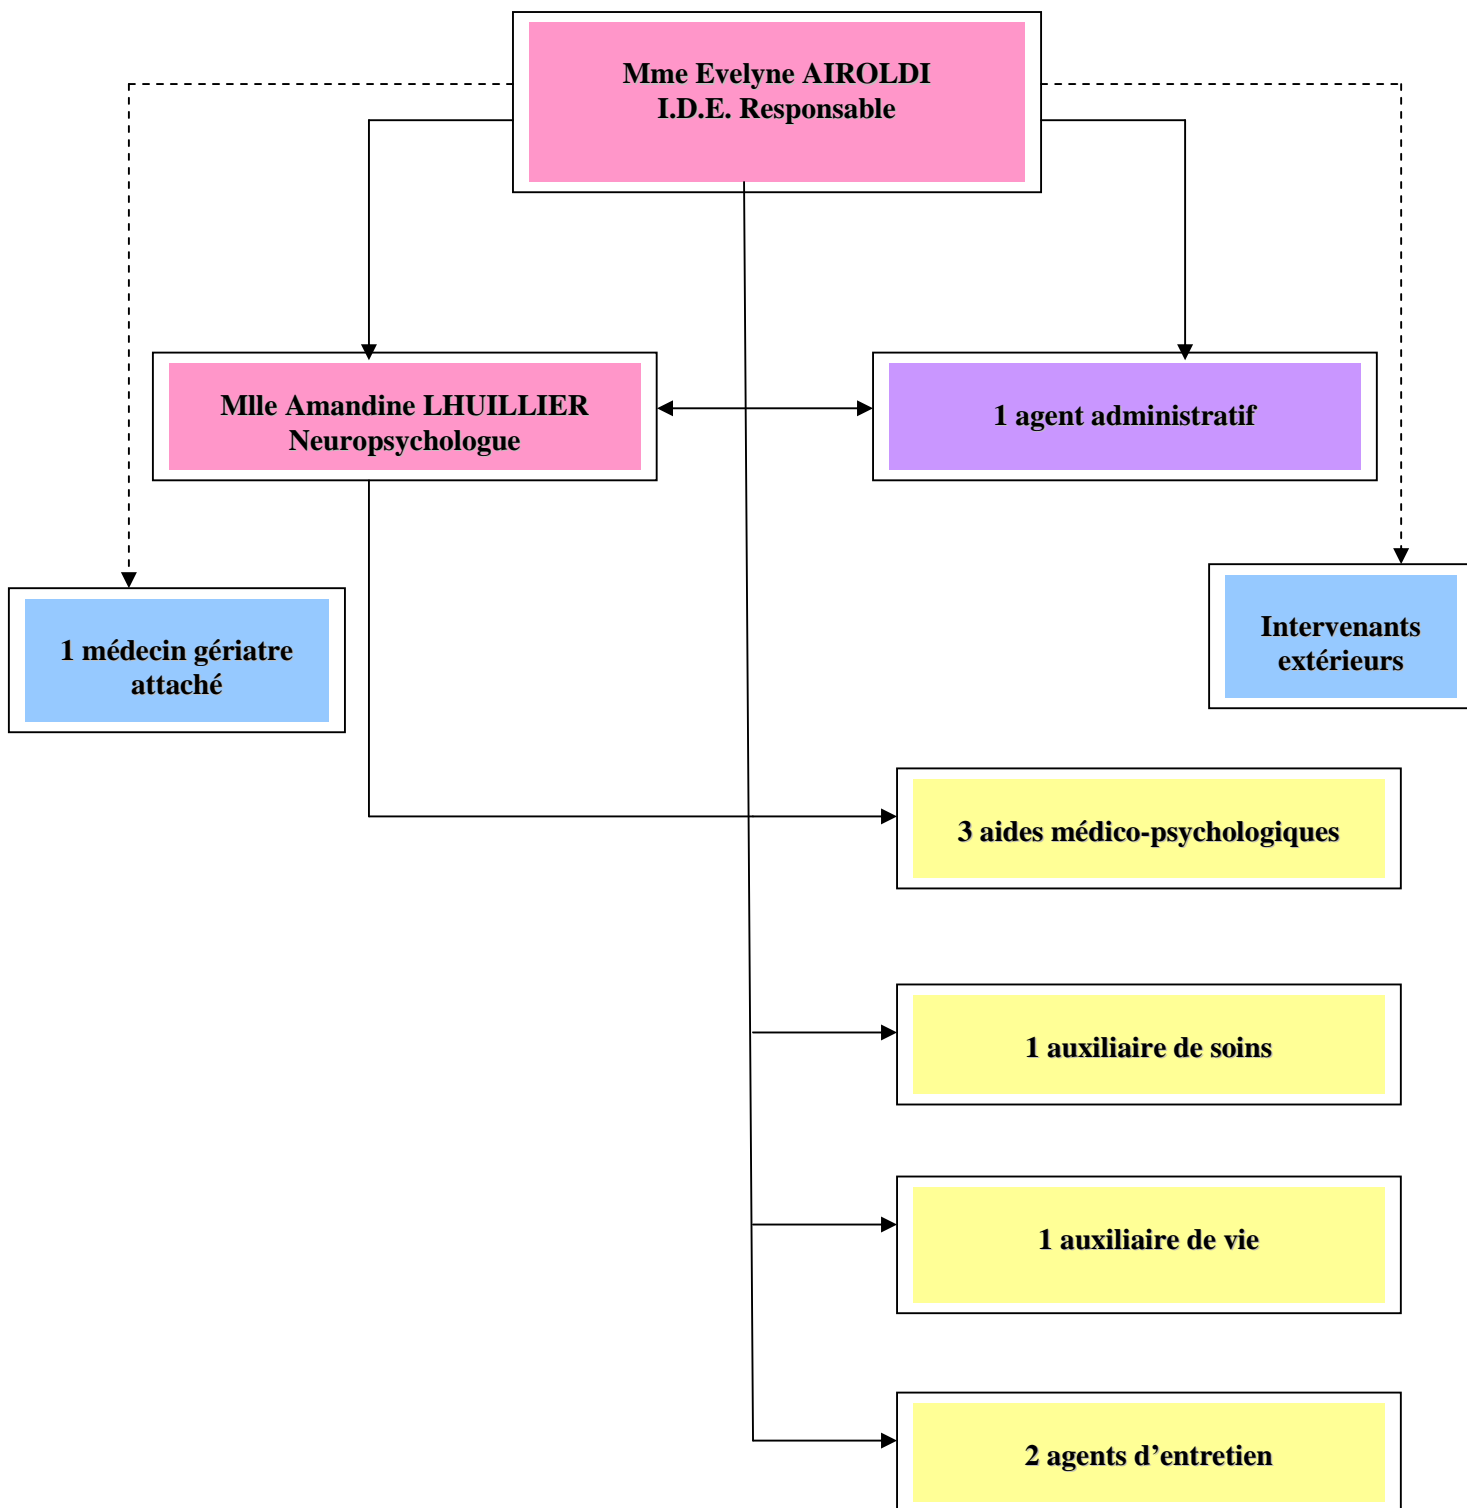 Mme Evelyne AIROLDI
I.D.E. Responsable
Mlle Amandine LHUILLIER
Neuropsychologue
1 agent administratif
1 médecin gériatre
attaché
Intervenants
extérieurs
3 aides médico-psychologiques
1 auxiliaire de soins
1 auxiliaire de vie
2 agents d’entretien